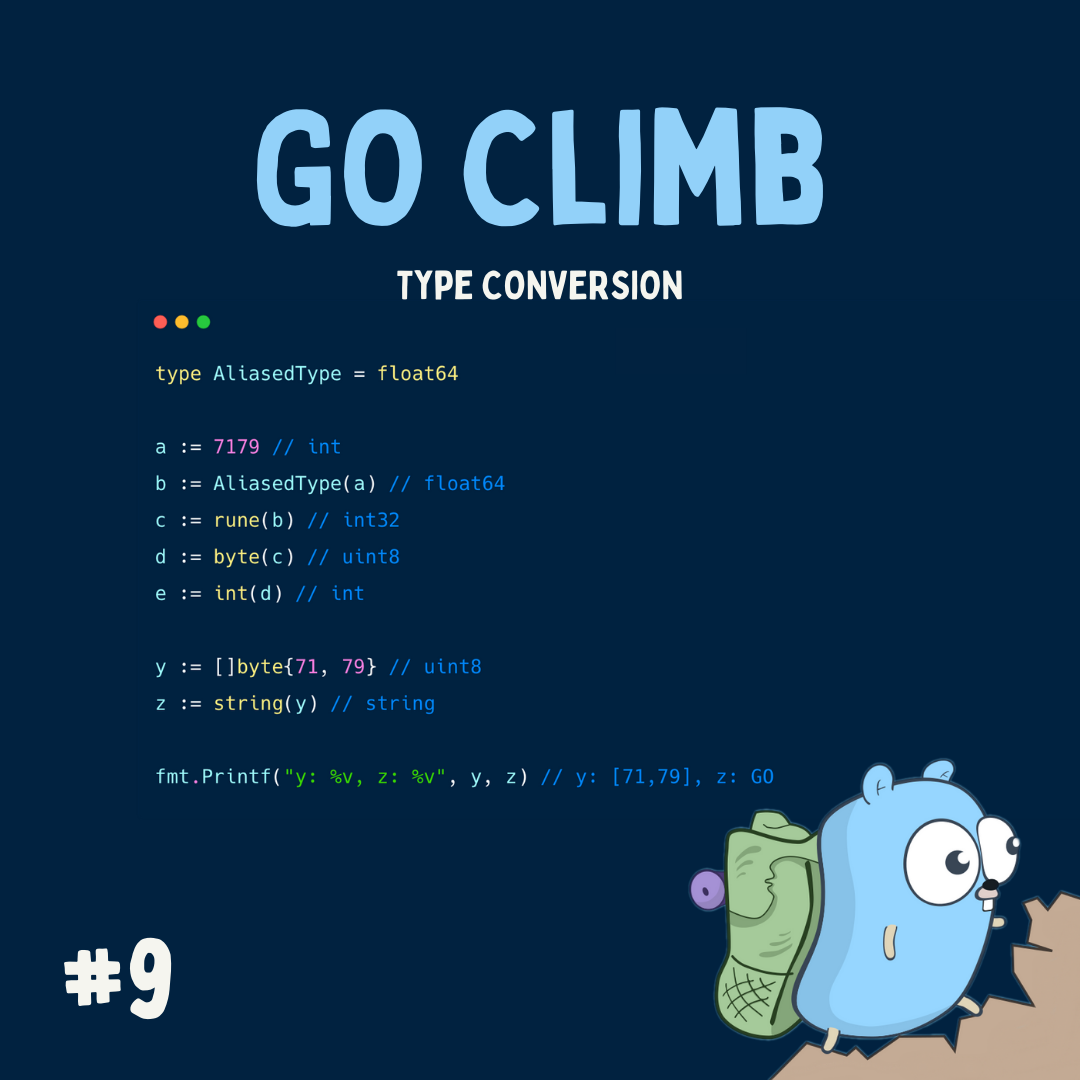 GO CLIMB
TYPE CONVERSION
type AliasedType = float64
a := 7179 // int
b := AliasedType(a) // float64
c := rune(b) // int32
d := byte(c) // uint8
e := int(d) // int
y := []byte{71, 79} // uint8
z := string(y) // string
fmt.Printf("y: %v, z: %v", y, z) // y: [71,79], z: GO
#9